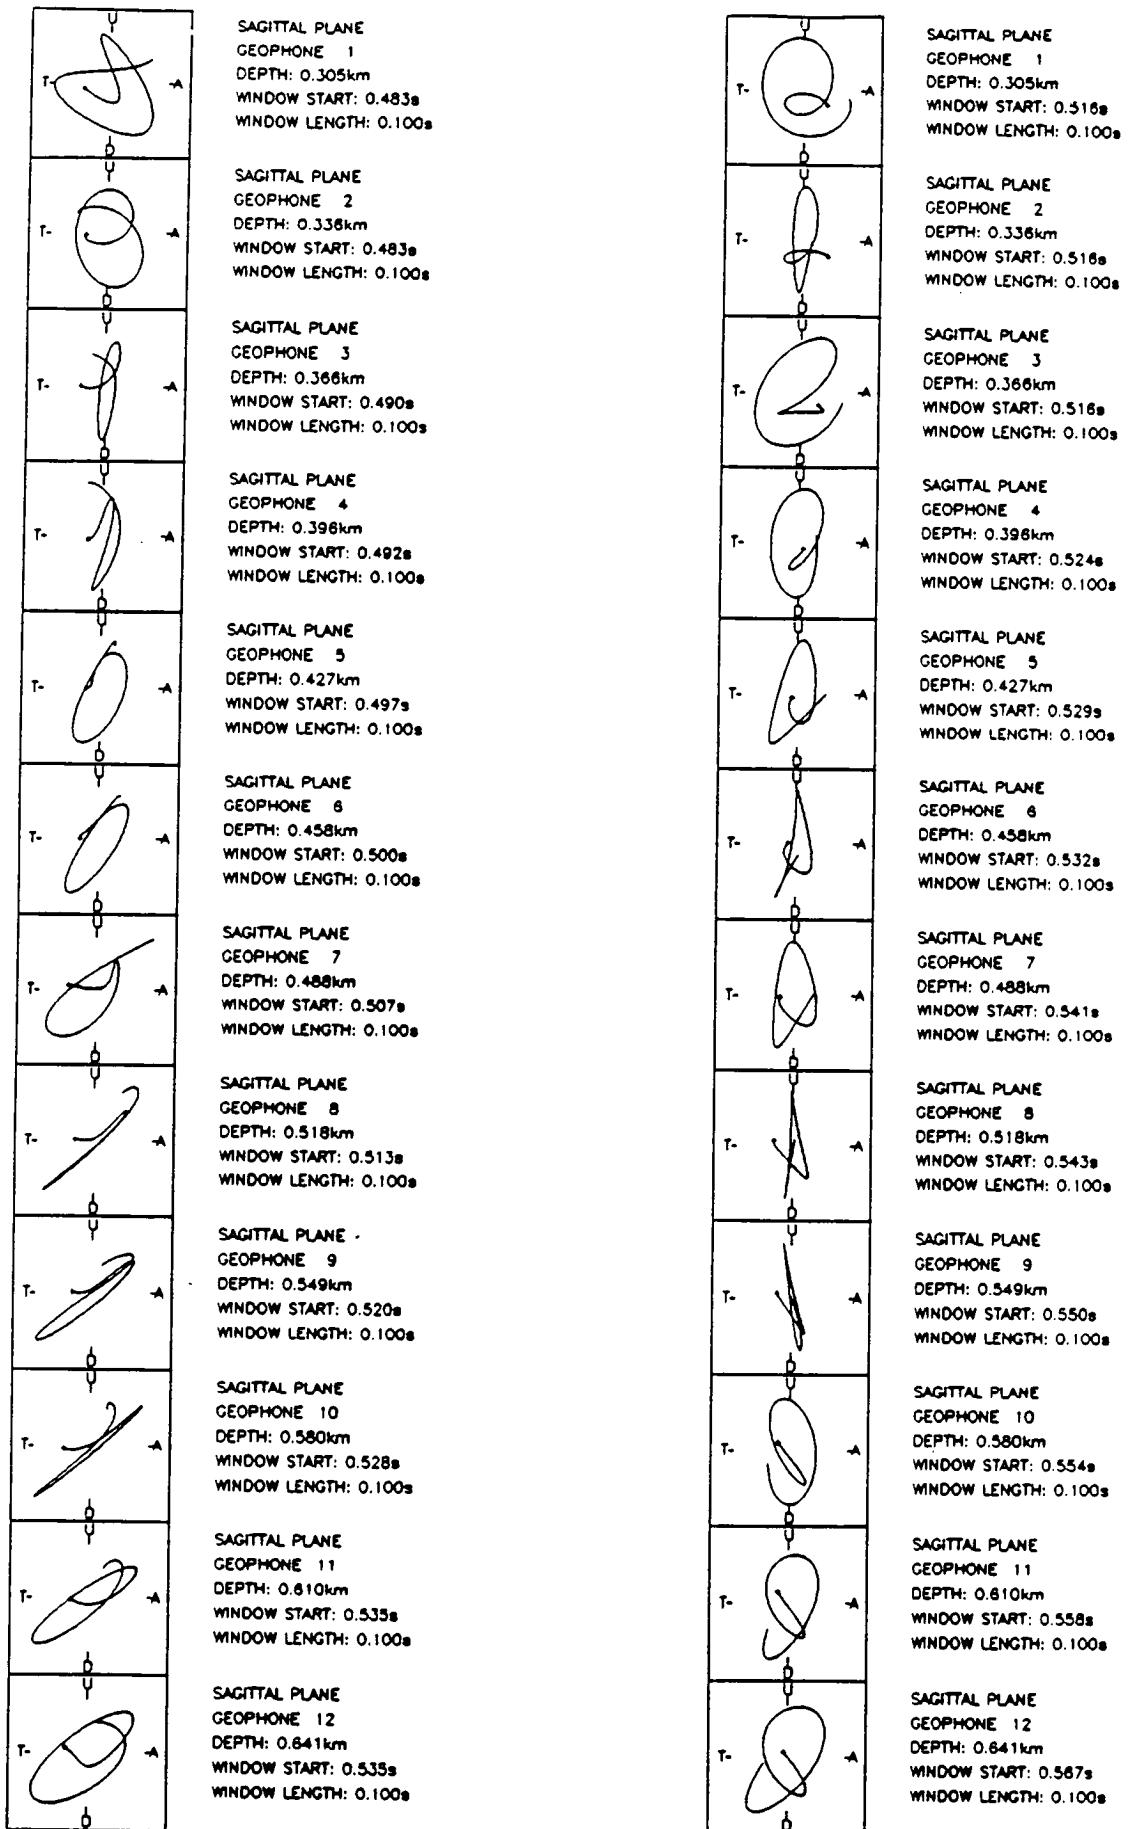 U
T- -A
D
SAGITTAL PLANE
GEOPHONE 1
DEPTH: 0.305km
WINDOW START: 0.483s
WINDOW LENGTH: 0.100s
U
T- -A
D
SAGITTAL PLANE
GEOPHONE 2
DEPTH: 0.336km
WINDOW START: 0.483s
WINDOW LENGTH: 0.100s
U
T- -A
D
SAGITTAL PLANE
GEOPHONE 3
DEPTH: 0.366km
WINDOW START: 0.490s
WINDOW LENGTH: 0.100s
U
T- -A
D
SAGITTAL PLANE
GEOPHONE 4
DEPTH: 0.396km
WINDOW START: 0.492s
WINDOW LENGTH: 0.100s
U
T- -A
D
SAGITTAL PLANE
GEOPHONE 5
DEPTH: 0.427km
WINDOW START: 0.497s
WINDOW LENGTH: 0.100s
U
T- -A
D
SAGITTAL PLANE
GEOPHONE 6
DEPTH: 0.458km
WINDOW START: 0.500s
WINDOW LENGTH: 0.100s
U
T- -A
D
SAGITTAL PLANE
GEOPHONE 7
DEPTH: 0.488km
WINDOW START: 0.507s
WINDOW LENGTH: 0.100s
U
T- -A
D
SAGITTAL PLANE
GEOPHONE 8
DEPTH: 0.518km
WINDOW START: 0.513s
WINDOW LENGTH: 0.100s
U
T- -A
D
SAGITTAL PLANE
GEOPHONE 9
DEPTH: 0.549km
WINDOW START: 0.520s
WINDOW LENGTH: 0.100s
U
T- -A
D
SAGITTAL PLANE
GEOPHONE 10
DEPTH: 0.580km
WINDOW START: 0.528s
WINDOW LENGTH: 0.100s
U
T- -A
D
SAGITTAL PLANE
GEOPHONE 11
DEPTH: 0.610km
WINDOW START: 0.535s
WINDOW LENGTH: 0.100s
U
T- -A
D
SAGITTAL PLANE
GEOPHONE 12
DEPTH: 0.641km
WINDOW START: 0.535s
WINDOW LENGTH: 0.100s
U
T- -A
D
SAGITTAL PLANE
GEOPHONE 1
DEPTH: 0.305km
WINDOW START: 0.516s
WINDOW LENGTH: 0.100s
U
T- -A
D
SAGITTAL PLANE
GEOPHONE 2
DEPTH: 0.336km
WINDOW START: 0.516s
WINDOW LENGTH: 0.100s
U
T- -A
D
SAGITTAL PLANE
GEOPHONE 3
DEPTH: 0.366km
WINDOW START: 0.516s
WINDOW LENGTH: 0.100s
U
T- -A
D
SAGITTAL PLANE
GEOPHONE 4
DEPTH: 0.396km
WINDOW START: 0.524s
WINDOW LENGTH: 0.100s
U
T- -A
D
SAGITTAL PLANE
GEOPHONE 5
DEPTH: 0.427km
WINDOW START: 0.529s
WINDOW LENGTH: 0.100s
U
T- -A
D
SAGITTAL PLANE
GEOPHONE 6
DEPTH: 0.458km
WINDOW START: 0.532s
WINDOW LENGTH: 0.100s
U
T- -A
D
SAGITTAL PLANE
GEOPHONE 7
DEPTH: 0.488km
WINDOW START: 0.541s
WINDOW LENGTH: 0.100s
U
T- -A
D
SAGITTAL PLANE
GEOPHONE 8
DEPTH: 0.518km
WINDOW START: 0.543s
WINDOW LENGTH: 0.100s
U
T- -A
D
SAGITTAL PLANE
GEOPHONE 9
DEPTH: 0.549km
WINDOW START: 0.550s
WINDOW LENGTH: 0.100s
U
T- -A
D
SAGITTAL PLANE
GEOPHONE 10
DEPTH: 0.580km
WINDOW START: 0.554s
WINDOW LENGTH: 0.100s
U
T- -A
D
SAGITTAL PLANE
GEOPHONE 11
DEPTH: 0.610km
WINDOW START: 0.558s
WINDOW LENGTH: 0.100s
U
T- -A
D
SAGITTAL PLANE
GEOPHONE 12
DEPTH: 0.641km
WINDOW START: 0.567s
WINDOW LENGTH: 0.100s